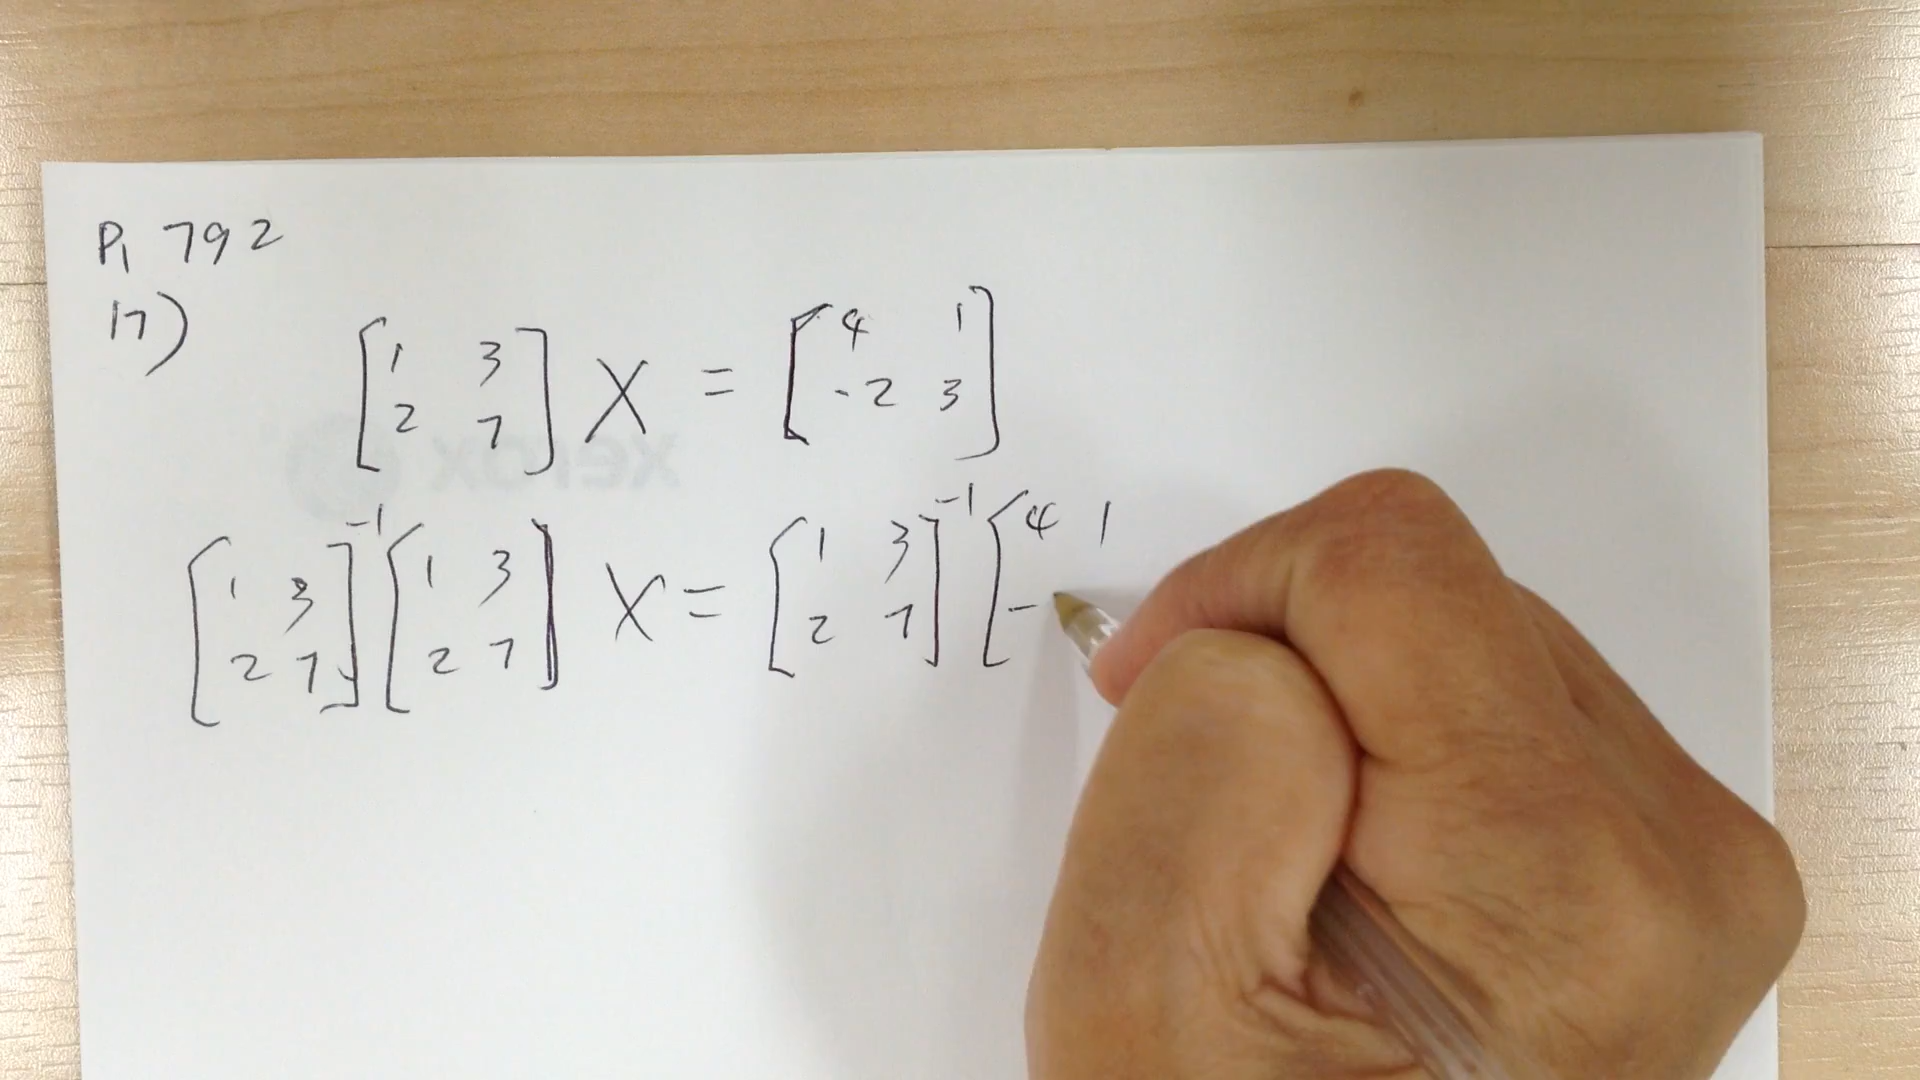 P, 792
17)
[1 3
2 7] X = [4 1
-2 3]
[1 3
2 7]⁻¹ [1 3
2 7] X = [1 3
2 7]⁻¹ [4 1
-
xerox